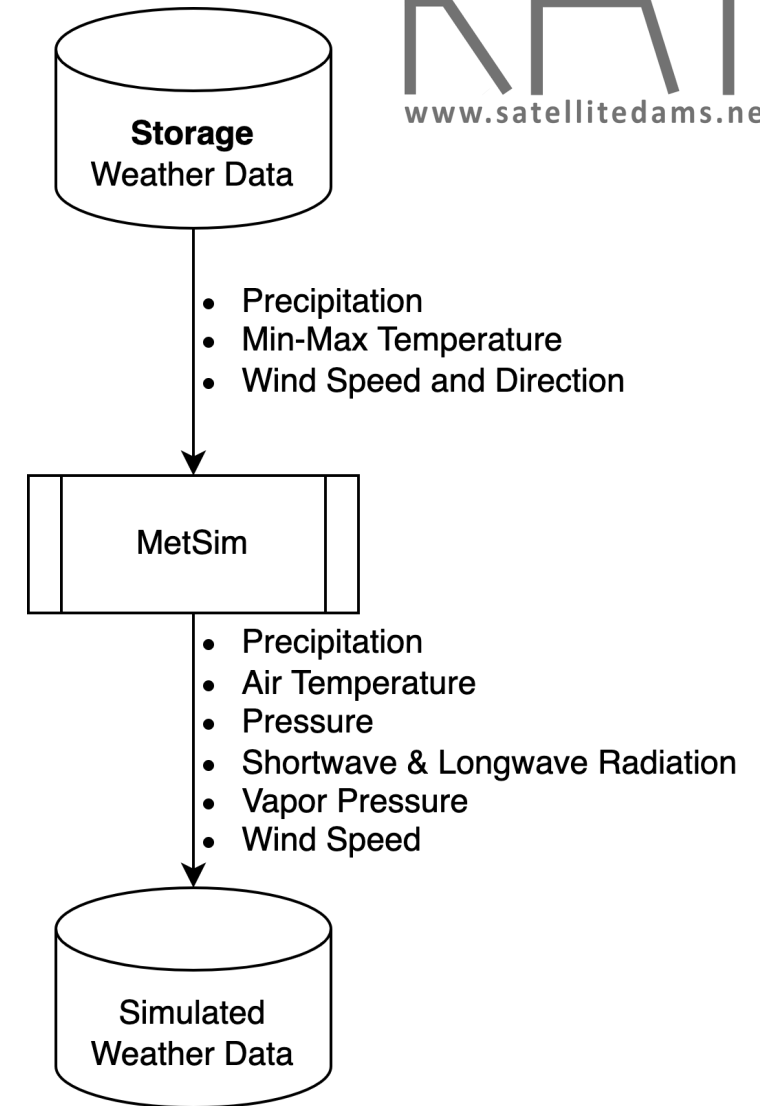 www.satellitedams.ne
Storage
Weather Data
• Precipitation
• Min-Max Temperature
• Wind Speed and Direction
MetSim
• Precipitation
• Air Temperature
• Pressure
• Shortwave & Longwave Radiation
• Vapor Pressure
• Wind Speed
Simulated
Weather Data